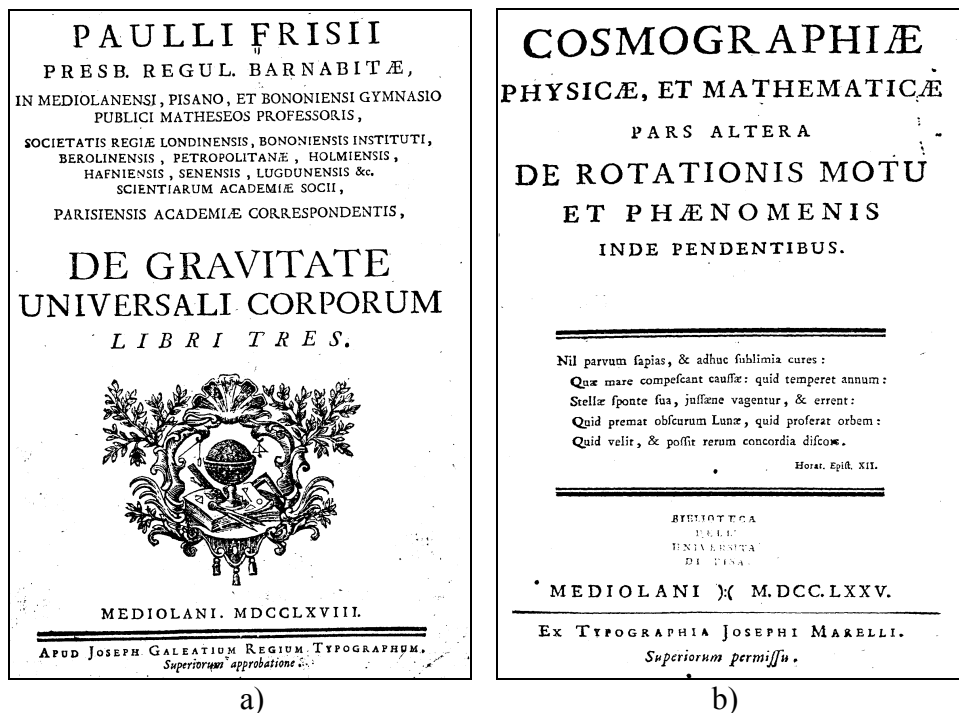 PAULLI FRISII
PRESB. REGUL. BARNABITÆ,
IN MEDIOLANENSI, PISANO, ET BONONIENSI GYMNASIO
PUBLICI MATHESEOS PROFESSORIS,
SOCIETATIS REGIÆ LONDINENSIS, BONONIENSIS INSTITUTI,
BEROLINENSIS, PETROPOLITANÆ, HOLMIENSIS,
HAFNIENSIS, SENENSIS, LUGDUNENSIS &c.
SCIENTIARUM ACADEMIÆ SOCII,
PARISIENSIS ACADEMIÆ CORRESPONDENTIS,
DE GRAVITATE
UNIVERSALI CORPORUM
LIBRI TRES.
MEDIOLANI. MDCCLXVIII.
APUD JOSEPH GALEATIUM REGIUM TYPOGRAPHUM.
Superiorum approbatione.
a)
COSMOGRAPHIÆ
PHYSICÆ, ET MATHEMATICÆ
PARS ALTERA
DE ROTATIONIS MOTU
ET PHÆNOMENIS
INDE PENDENTIBUS.
Nil parvum ſapias, & adhuc ſublimia cures :
Quæ mare compeſcant cauſſæ: quid temperet annum :
Stellæ ſponte ſua, juſſæne vagentur, & errent :
Quid premat obſcurum Lunæ, quid proferat orbem :
Quid velit, & poſſit rerum concordia diſcors.
Horat. Epiſt. XII.
BIBLIOTECA
DELL'
UNIVERSITA'
DI PISA.
MEDIOLANI ):( M.DCC.LXXV.
EX TYPOGRAPHIA JOSEPHI MARELLI.
Superiorum permiſſu.
b)